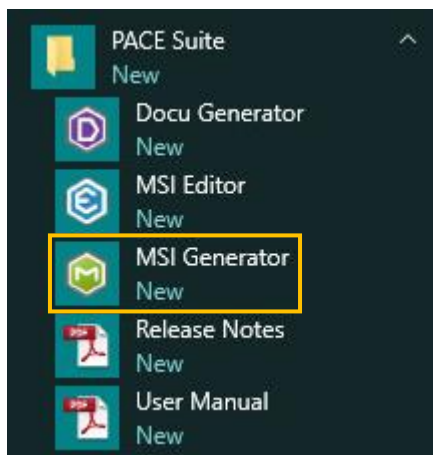 PACE Suite
New
Docu Generator
New
MSI Editor
New
MSI Generator
New
Release Notes
New
User Manual
New